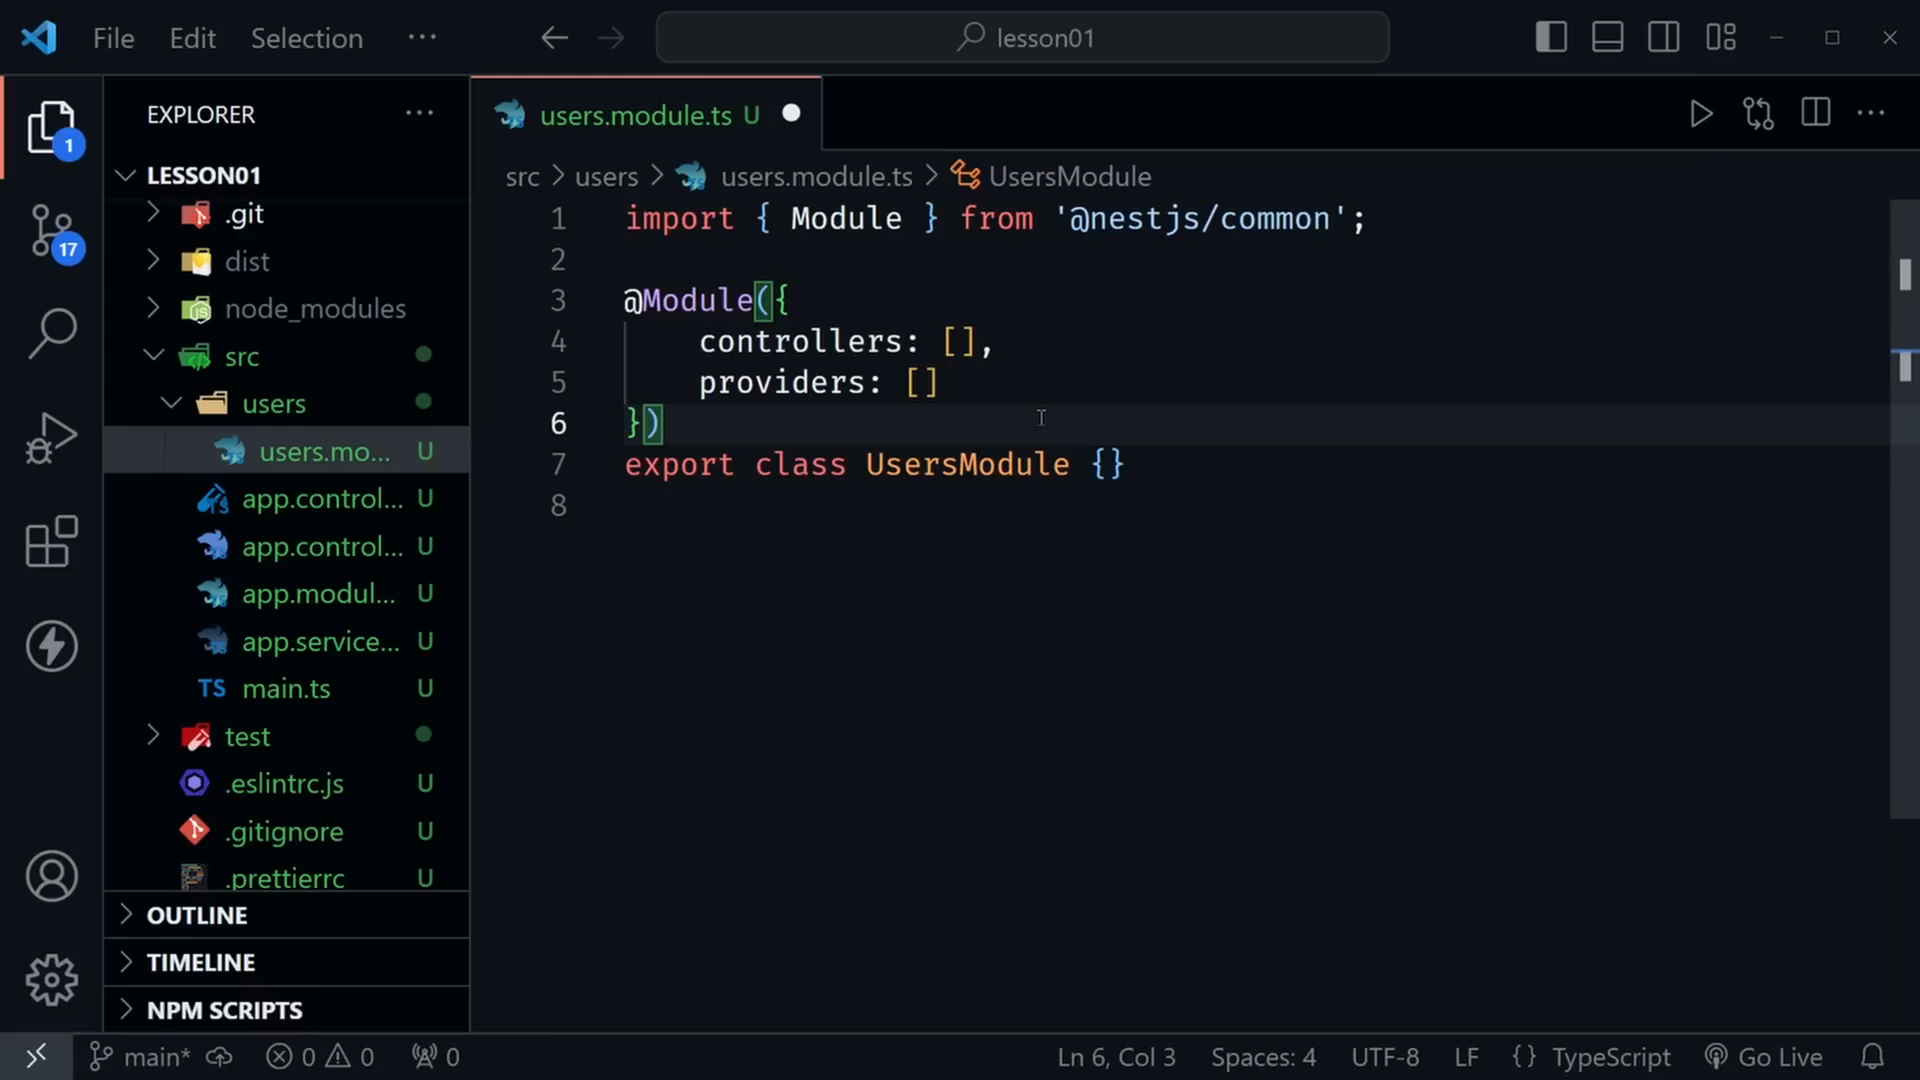 File Edit Selection ··· lesson01
EXPLORER ···
LESSON01
.git
dist
node_modules
src
users
users.mo... U
app.control... U
app.control... U
app.modul... U
app.service... U
TS main.ts U
test
.eslintrc.js U
.gitignore U
.prettierrc U
OUTLINE
TIMELINE
NPM SCRIPTS
1
17
users.module.ts U
src > users > users.module.ts > UsersModule
1 import { Module } from '@nestjs/common';
2
3 @Module({
4 controllers: [],
5 providers: []
6 })
7 export class UsersModule {}
8
main* 0 0 0 Ln 6, Col 3 Spaces: 4 UTF-8 LF {} TypeScript Go Live